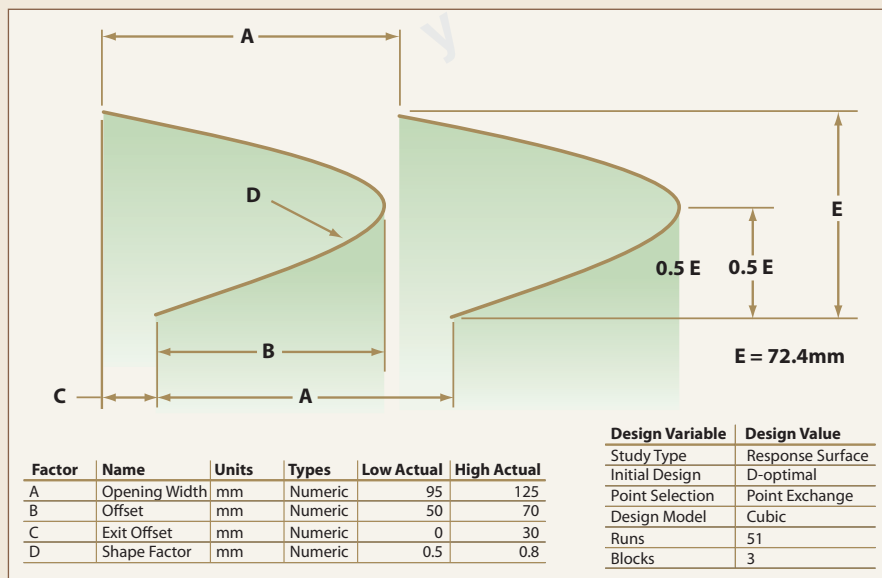 A
y
D
E
0.5 E 0.5 E
B
E = 72.4mm
C
A
Factor Name Units Types Low Actual High Actual
A Opening Width mm Numeric 95 125
B Offset mm Numeric 50 70
C Exit Offset mm Numeric 0 30
D Shape Factor mm Numeric 0.5 0.8
Design Variable Design Value
Study Type Response Surface
Initial Design D-optimal
Point Selection Point Exchange
Design Model Cubic
Runs 51
Blocks 3